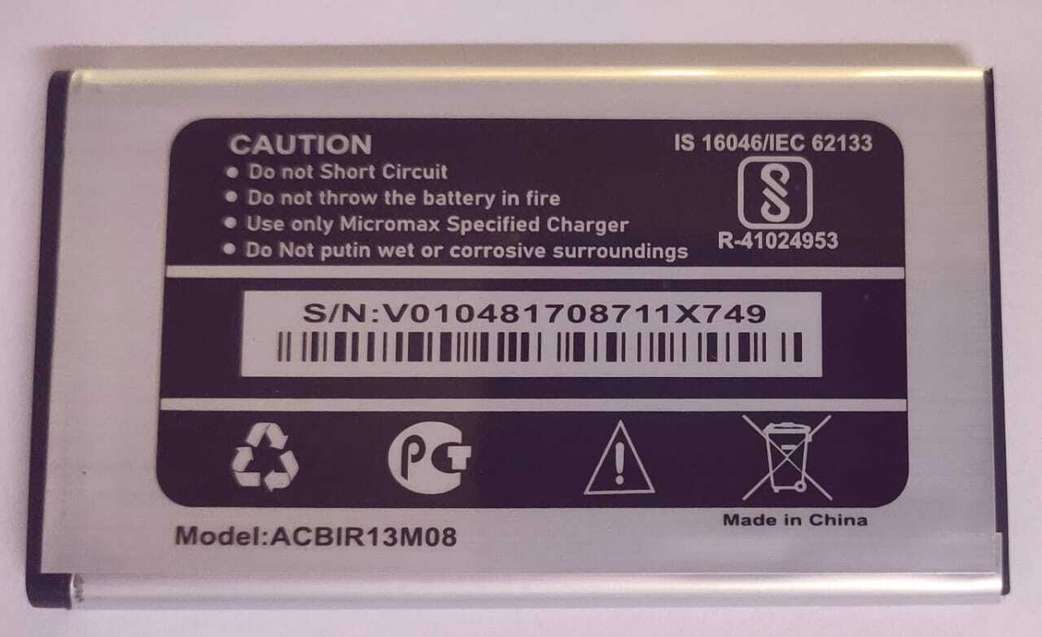 CAUTION
• Do not Short Circuit
• Do not throw the battery in fire
• Use only Micromax Specified Charger
• Do Not putin wet or corrosive surroundings
IS 16046/IEC 62133
R-41024953
S/N:V010481708711X749
Model:ACBIR13M08
Made in China